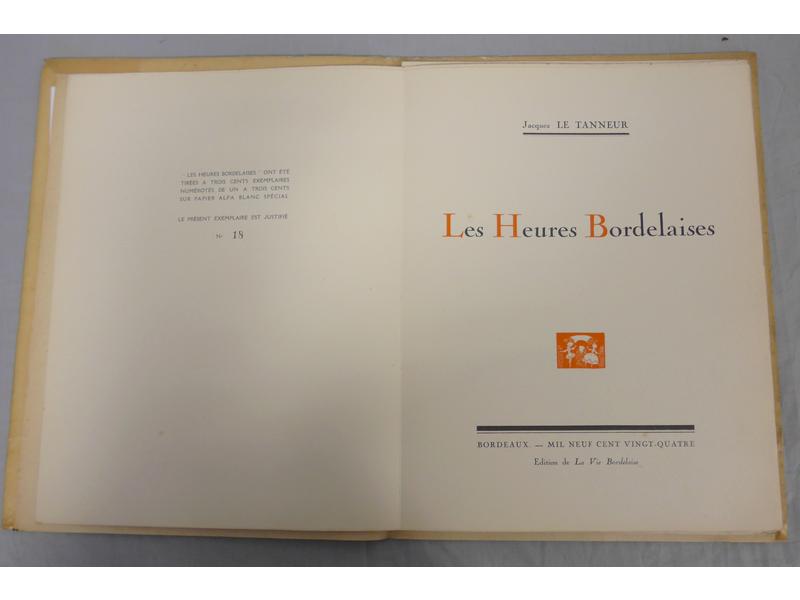 " LES HEURES BORDELAISES " ONT ÉTÉ
TIRÉES A TROIS CENTS EXEMPLAIRES
NUMÉROTÉS DE UN A TROIS CENTS
SUR PAPIER ALFA BLANC SPÉCIAL
LE PRÉSENT EXEMPLAIRE EST JUSTIFIÉ
No 18
Jacques LE TANNEUR
Les Heures Bordelaises
BORDEAUX. — MIL NEUF CENT VINGT-QUATRE
Edition de La Vie Bordelaise